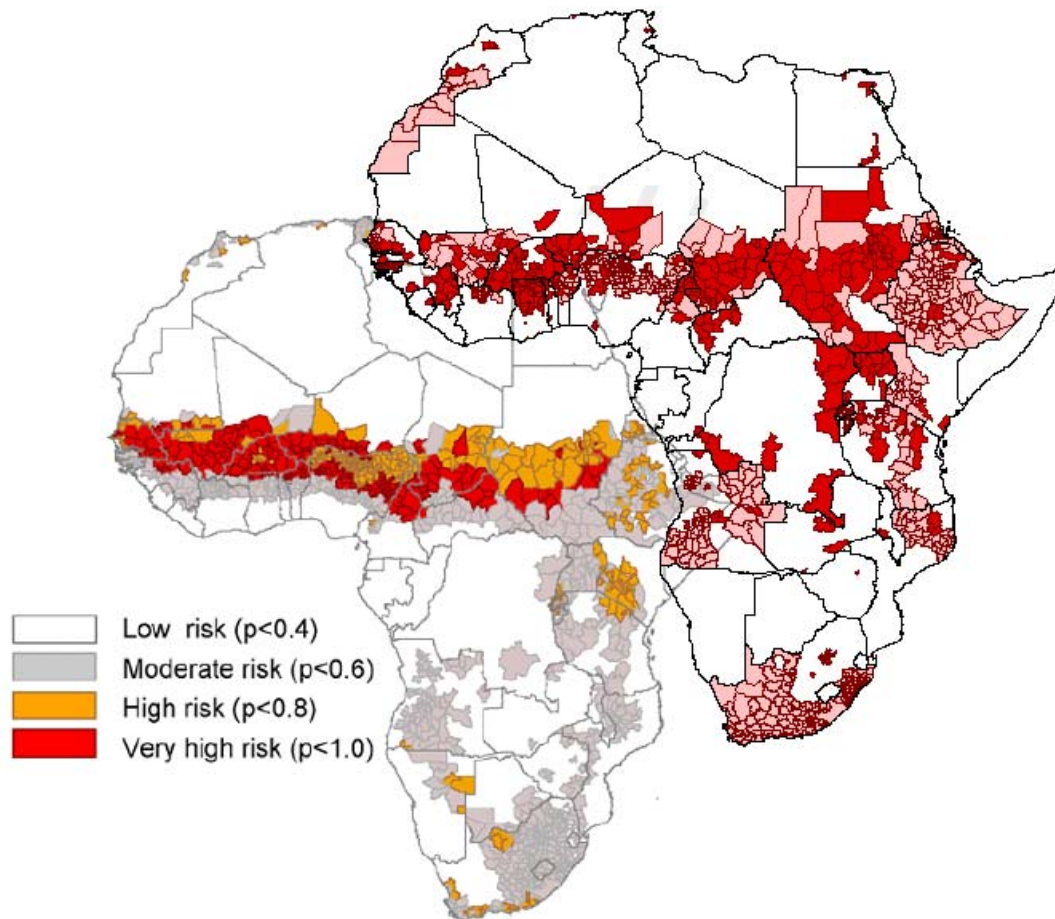 Low risk (p<0.4)
Moderate risk (p<0.6)
High risk (p<0.8)
Very high risk (p<1.0)